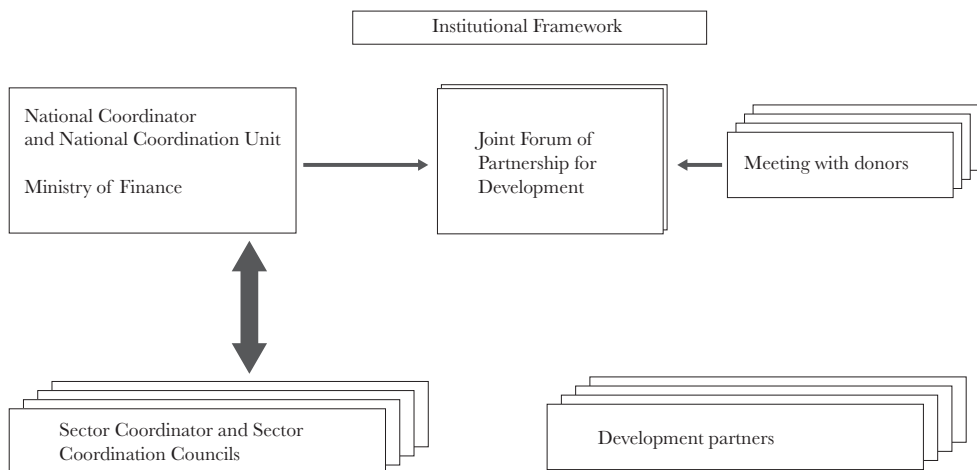 Institutional Framework
National Coordinator
and National Coordination Unit
Ministry of Finance
Joint Forum of
Partnership for
Development
Meeting with donors
Sector Coordinator and Sector
Coordination Councils
Development partners